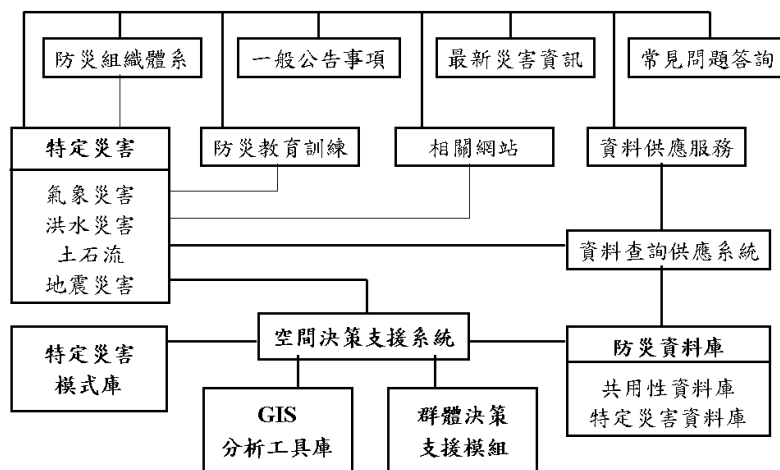 防災組織體系
一般公告事項
最新災害資訊
常見問題答詢
特定災害
防災教育訓練
相關網站
資料供應服務
氣象災害
洪水災害
土石流
地震災害
資料查詢供應系統
空間決策支援系統
特定災害
模式庫
防災資料庫
共用性資料庫
特定災害資料庫
GIS
分析工具庫
群體決策
支援模組